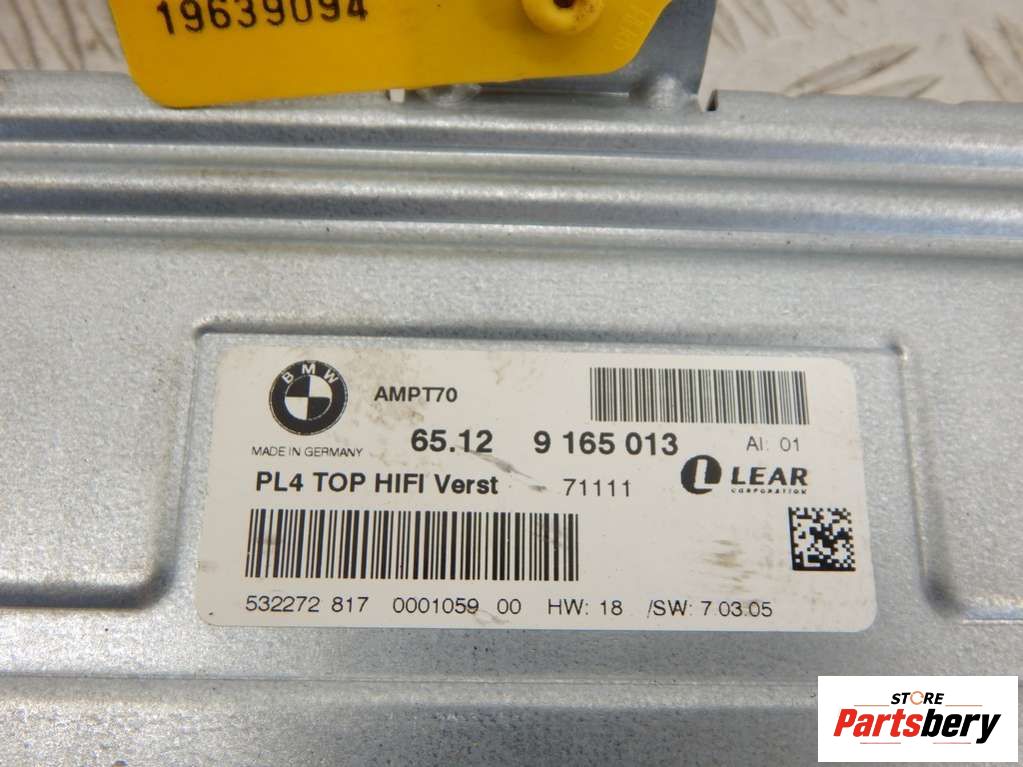 19639094
BMW
AMPT70
MADE IN GERMANY
65.12 9 165 013 AI: 01
PL4 TOP HIFI Verst 71111
LEAR
CORPORATION
532272 817 0001059 00 HW: 18 /SW: 7.03.05
STORE
Partsbery